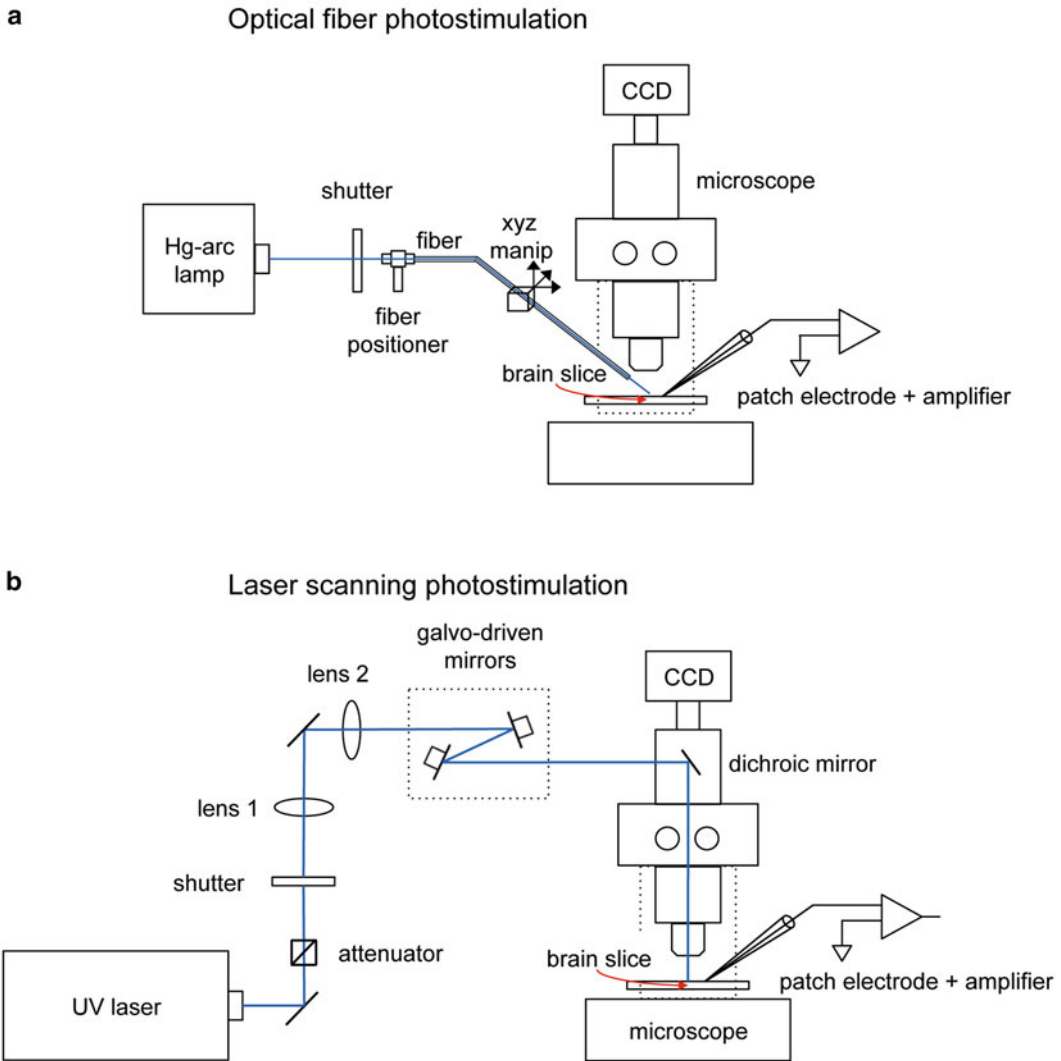 a
Optical fiber photostimulation
CCD
microscope
shutter
Hg-arc
lamp
fiber
xyz
manip
fiber
positioner
brain slice
patch electrode + amplifier
b
Laser scanning photostimulation
galvo-driven
mirrors
lens 2
CCD
dichroic mirror
lens 1
shutter
attenuator
brain slice
patch electrode + amplifier
UV laser
microscope